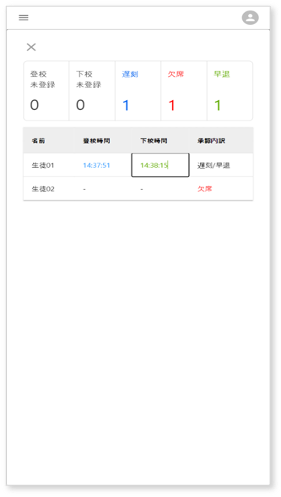 登校
未登録
0
下校
未登録
0
遅刻
1
欠席
1
早退
1
名前 登校時間 下校時間 承認内訳
生徒01 14:37:51 14:38:15 遅刻/早退
生徒02 - - 欠席